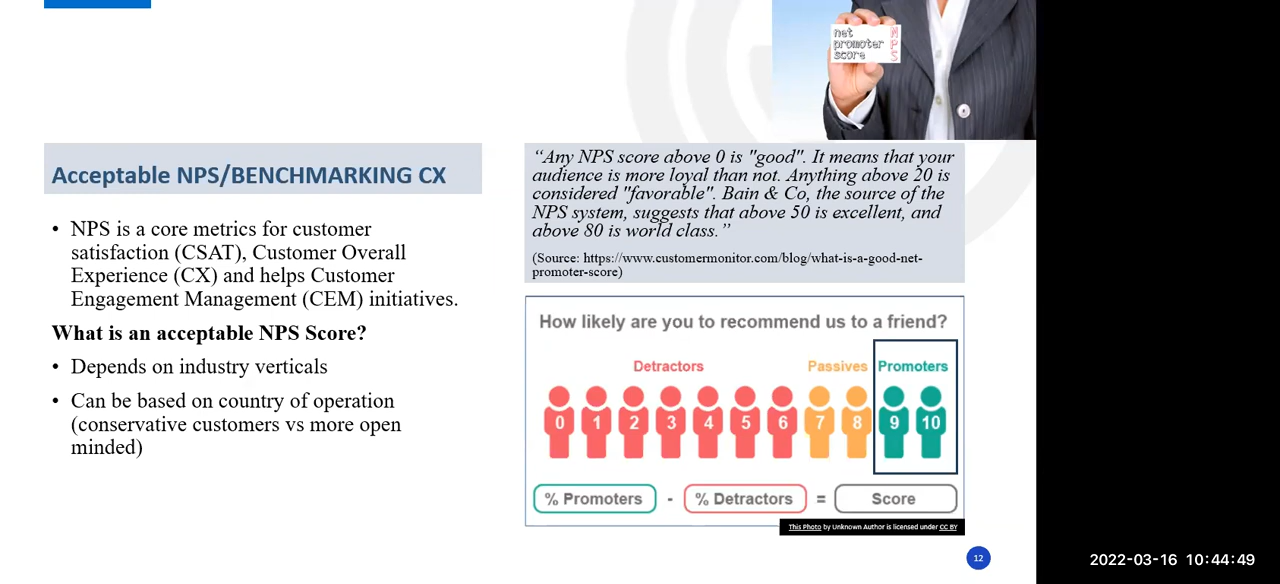 net
promoter
score
NPS
Acceptable NPS/BENCHMARKING CX
• NPS is a core metrics for customer
satisfaction (CSAT), Customer Overall
Experience (CX) and helps Customer
Engagement Management (CEM) initiatives.
What is an acceptable NPS Score?
• Depends on industry verticals
• Can be based on country of operation
(conservative customers vs more open
minded)
“Any NPS score above 0 is "good". It means that your
audience is more loyal than not. Anything above 20 is
considered "favorable". Bain & Co, the source of the
NPS system, suggests that above 50 is excellent, and
above 80 is world class.”
(Source: https://www.customermonitor.com/blog/what-is-a-good-net-
promoter-score)
How likely are you to recommend us to a friend?
Detractors Passives Promoters
0 1 2 3 4 5 6 7 8 9 10
% Promoters - % Detractors = Score
This Photo by Unknown Author is licensed under CC BY
12
2022-03-16 10:44:49